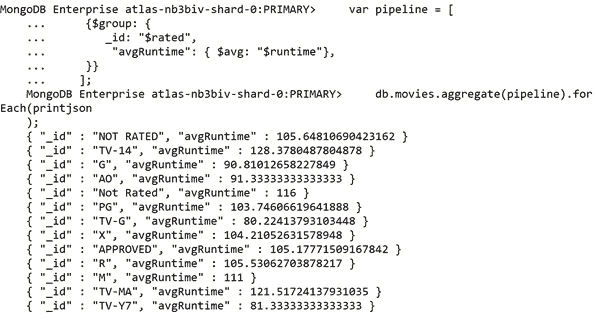 MongoDB Enterprise atlas-nb3biv-shard-0:PRIMARY> var pipeline = [
... {$group: {
... _id: "$rated",
... "avgRuntime": { $avg: "$runtime"},
... }}
... ];
MongoDB Enterprise atlas-nb3biv-shard-0:PRIMARY> db.movies.aggregate(pipeline).for
Each(printjson
);
{ "_id" : "NOT RATED", "avgRuntime" : 105.64810690423162 }
{ "_id" : "TV-14", "avgRuntime" : 128.3780487804878 }
{ "_id" : "G", "avgRuntime" : 90.81012658227849 }
{ "_id" : "AO", "avgRuntime" : 91.33333333333333 }
{ "_id" : "Not Rated", "avgRuntime" : 116 }
{ "_id" : "PG", "avgRuntime" : 103.74606619641888 }
{ "_id" : "TV-G", "avgRuntime" : 80.22413793103448 }
{ "_id" : "X", "avgRuntime" : 104.21052631578948 }
{ "_id" : "APPROVED", "avgRuntime" : 105.17771509167842 }
{ "_id" : "R", "avgRuntime" : 105.53062703878217 }
{ "_id" : "M", "avgRuntime" : 111 }
{ "_id" : "TV-MA", "avgRuntime" : 121.51724137931035 }
{ "_id" : "TV-Y7", "avgRuntime" : 81.33333333333333 }